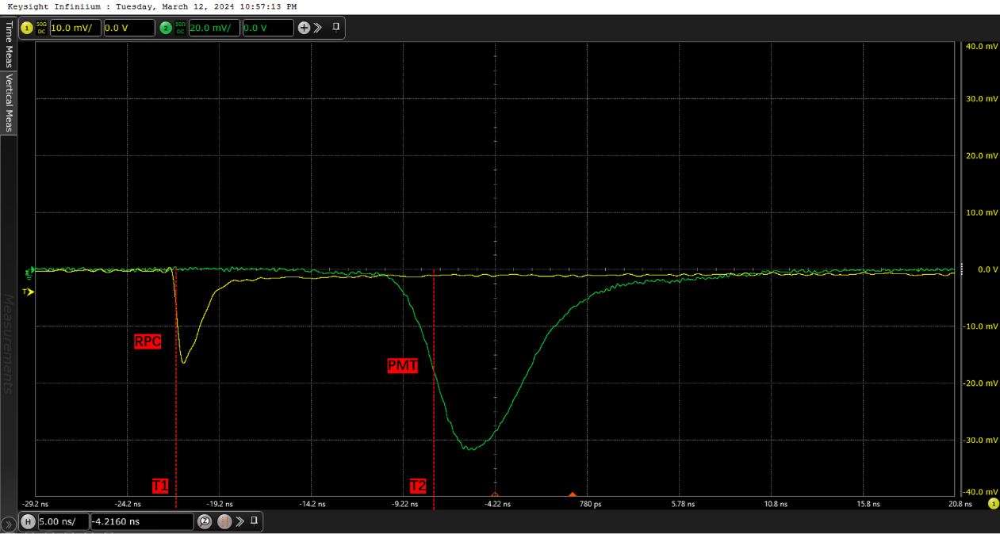 Keysight Infiniium : Tuesday, March 12, 2024 10:57:13 PM
Time Meas
Vertical Meas
Measurements
1 50Ω DC 10.0 mV/ 0.0 V 2 50Ω DC 20.0 mV/ 0.0 V
40.0 mV
30.0 mV
20.0 mV
10.0 mV
0.0 V
-10.0 mV
-20.0 mV
-30.0 mV
-40.0 mV
T
RPC
PMT
T1
T2
-29.2 ns -24.2 ns -19.2 ns -14.2 ns -9.22 ns -4.22 ns 780 ps 5.78 ns 10.8 ns 15.8 ns 20.8 ns 1
H 5.00 ns/ -4.2160 ns